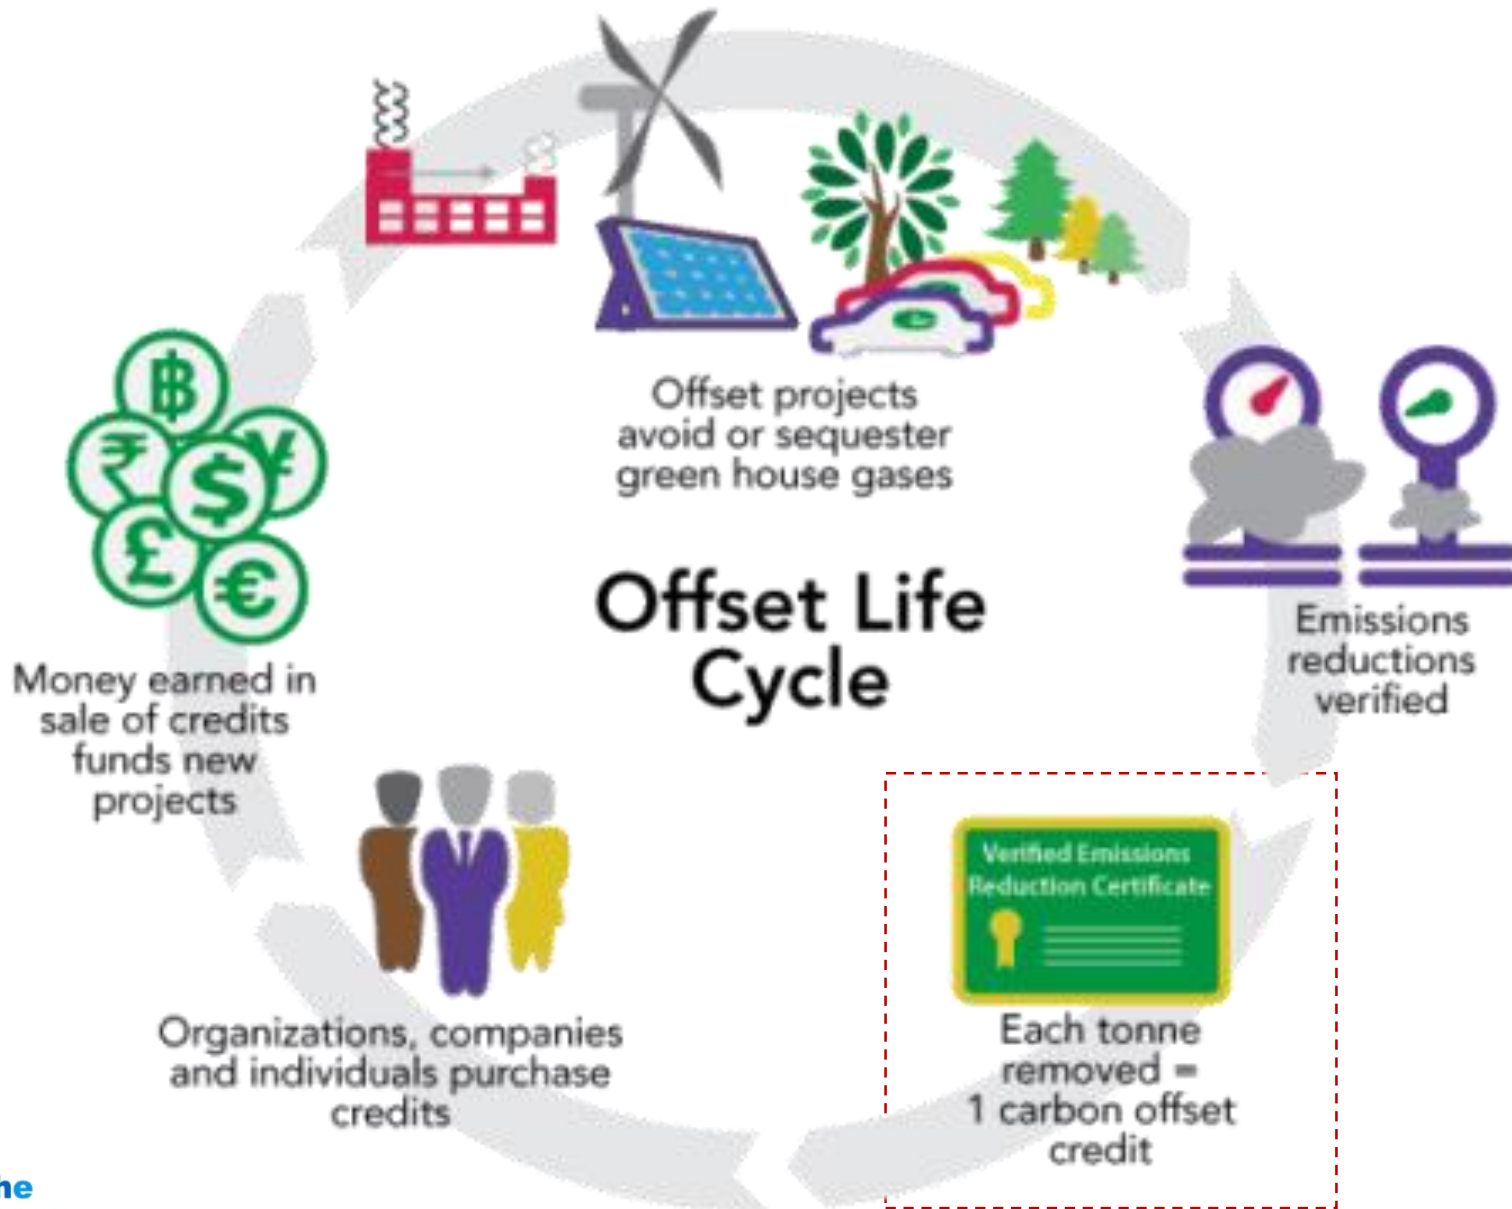 Offset projects
avoid or sequester
green house gases
Offset Life
Cycle
Emissions
reductions
verified
Money earned in
sale of credits
funds new
projects
Verified Emissions
Reduction Certificate
Each tonne
removed =
1 carbon offset
credit
Organizations, companies
and individuals purchase
credits
฿
₹
¥
$
£
€
he